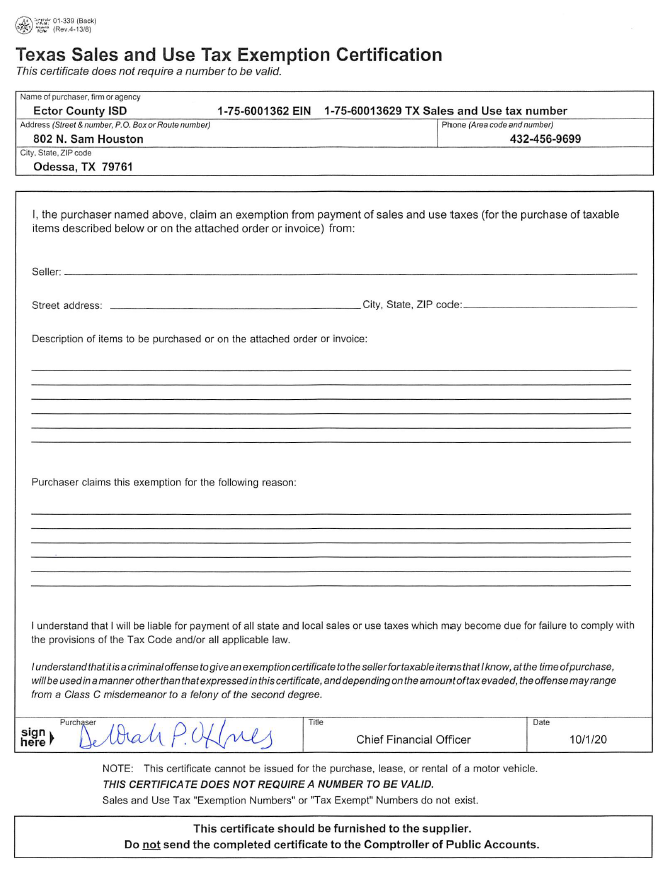 01-339 (Back)
(Rev.4-13/8)
Texas Sales and Use Tax Exemption Certification
This certificate does not require a number to be valid.
Name of purchaser, firm or agency
Ector County ISD 1-75-6001362 EIN 1-75-60013629 TX Sales and Use tax number
Address (Street & number, P.O. Box or Route number) Phone (Area code and number)
802 N. Sam Houston 432-456-9699
City, State, ZIP code
Odessa, TX 79761
I, the purchaser named above, claim an exemption from payment of sales and use taxes (for the purchase of taxable
items described below or on the attached order or invoice) from:
Seller:
Street address: City, State, ZIP code:
Description of items to be purchased or on the attached order or invoice:
Purchaser claims this exemption for the following reason:
I understand that I will be liable for payment of all state and local sales or use taxes which may become due for failure to comply with
the provisions of the Tax Code and/or all applicable law.
I understand that it is a criminal offense to give an exemption certificate to the seller for taxable items that I know, at the time of purchase,
will be used in a manner other than that expressed in this certificate, and depending on the amount of tax evaded, the offense may range
from a Class C misdemeanor to a felony of the second degree.
Purchaser Title Date
sign
here Deborah P. Chief Financial Officer 10/1/20
NOTE: This certificate cannot be issued for the purchase, lease, or rental of a motor vehicle.
THIS CERTIFICATE DOES NOT REQUIRE A NUMBER TO BE VALID.
Sales and Use Tax "Exemption Numbers" or "Tax Exempt" Numbers do not exist.
This certificate should be furnished to the supplier.
Do not send the completed certificate to the Comptroller of Public Accounts.